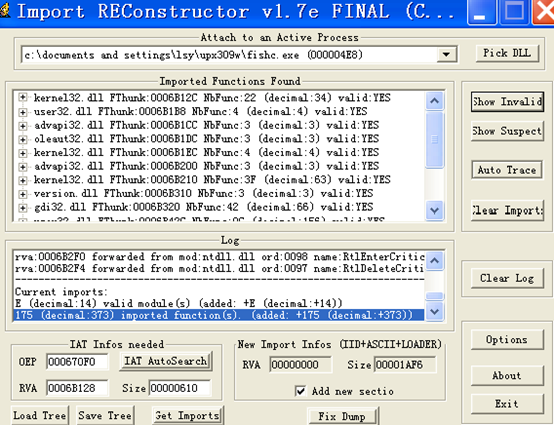 Import REConstructor v1.7e FINAL (C...
Attach to an Active Process
c:\documents and settings\lsy\upx309w\fishc.exe (000004E8)
Pick DLL
Imported Functions Found
kernel32.dll FThunk:0006B12C NbFunc:22 (decimal:34) valid:YES
user32.dll FThunk:0006B1B8 NbFunc:4 (decimal:4) valid:YES
advapi32.dll FThunk:0006B1CC NbFunc:3 (decimal:3) valid:YES
oleaut32.dll FThunk:0006B1DC NbFunc:3 (decimal:3) valid:YES
kernel32.dll FThunk:0006B1EC NbFunc:4 (decimal:4) valid:YES
advapi32.dll FThunk:0006B200 NbFunc:3 (decimal:3) valid:YES
kernel32.dll FThunk:0006B210 NbFunc:3F (decimal:63) valid:YES
version.dll FThunk:0006B310 NbFunc:3 (decimal:3) valid:YES
gdi32.dll FThunk:0006B320 NbFunc:42 (decimal:66) valid:YES
Show Invalid
Show Suspect
Auto Trace
Clear Import
Log
rva:0006B2F0 forwarded from mod:ntdll.dll ord:0098 name:RtlEnterCritic
rva:0006B2F4 forwarded from mod:ntdll.dll ord:0097 name:RtlDeleteCriti
Current imports:
E (decimal:14) valid module(s) (added: +E (decimal:+14))
175 (decimal:373) imported function(s). (added: +175 (decimal:+373))
Clear Log
IAT Infos needed
OEP 000670F0 IAT AutoSearch
RVA 0006B128 Size 00000610
Load Tree Save Tree Get Imports
New Import Infos (IID+ASCII+LOADER)
RVA 00000000 Size 00001AF6
Add new sectio
Fix Dump
Options
About
Exit